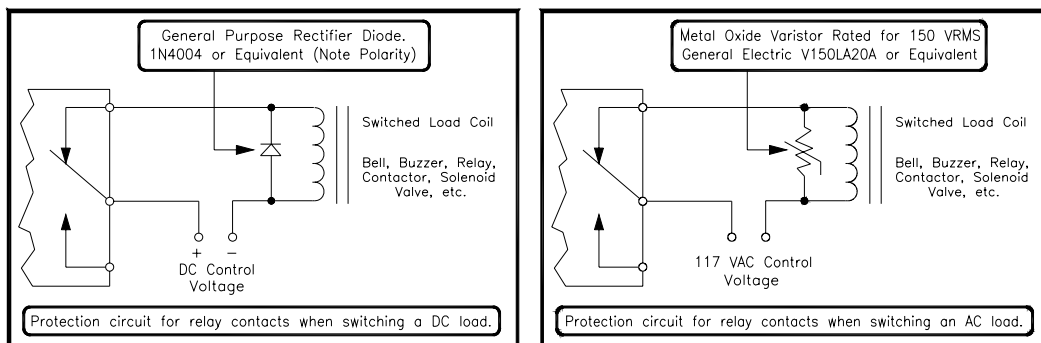 General Purpose Rectifier Diode.
1N4004 or Equivalent (Note Polarity)
Switched Load Coil
Bell, Buzzer, Relay,
Contactor, Solenoid
Valve, etc.
+ −
DC Control
Voltage
Protection circuit for relay contacts when switching a DC load.
Metal Oxide Varistor Rated for 150 VRMS
General Electric V150LA20A or Equivalent
Switched Load Coil
Bell, Buzzer, Relay,
Contactor, Solenoid
Valve, etc.
117 VAC Control
Voltage
Protection circuit for relay contacts when switching an AC load.